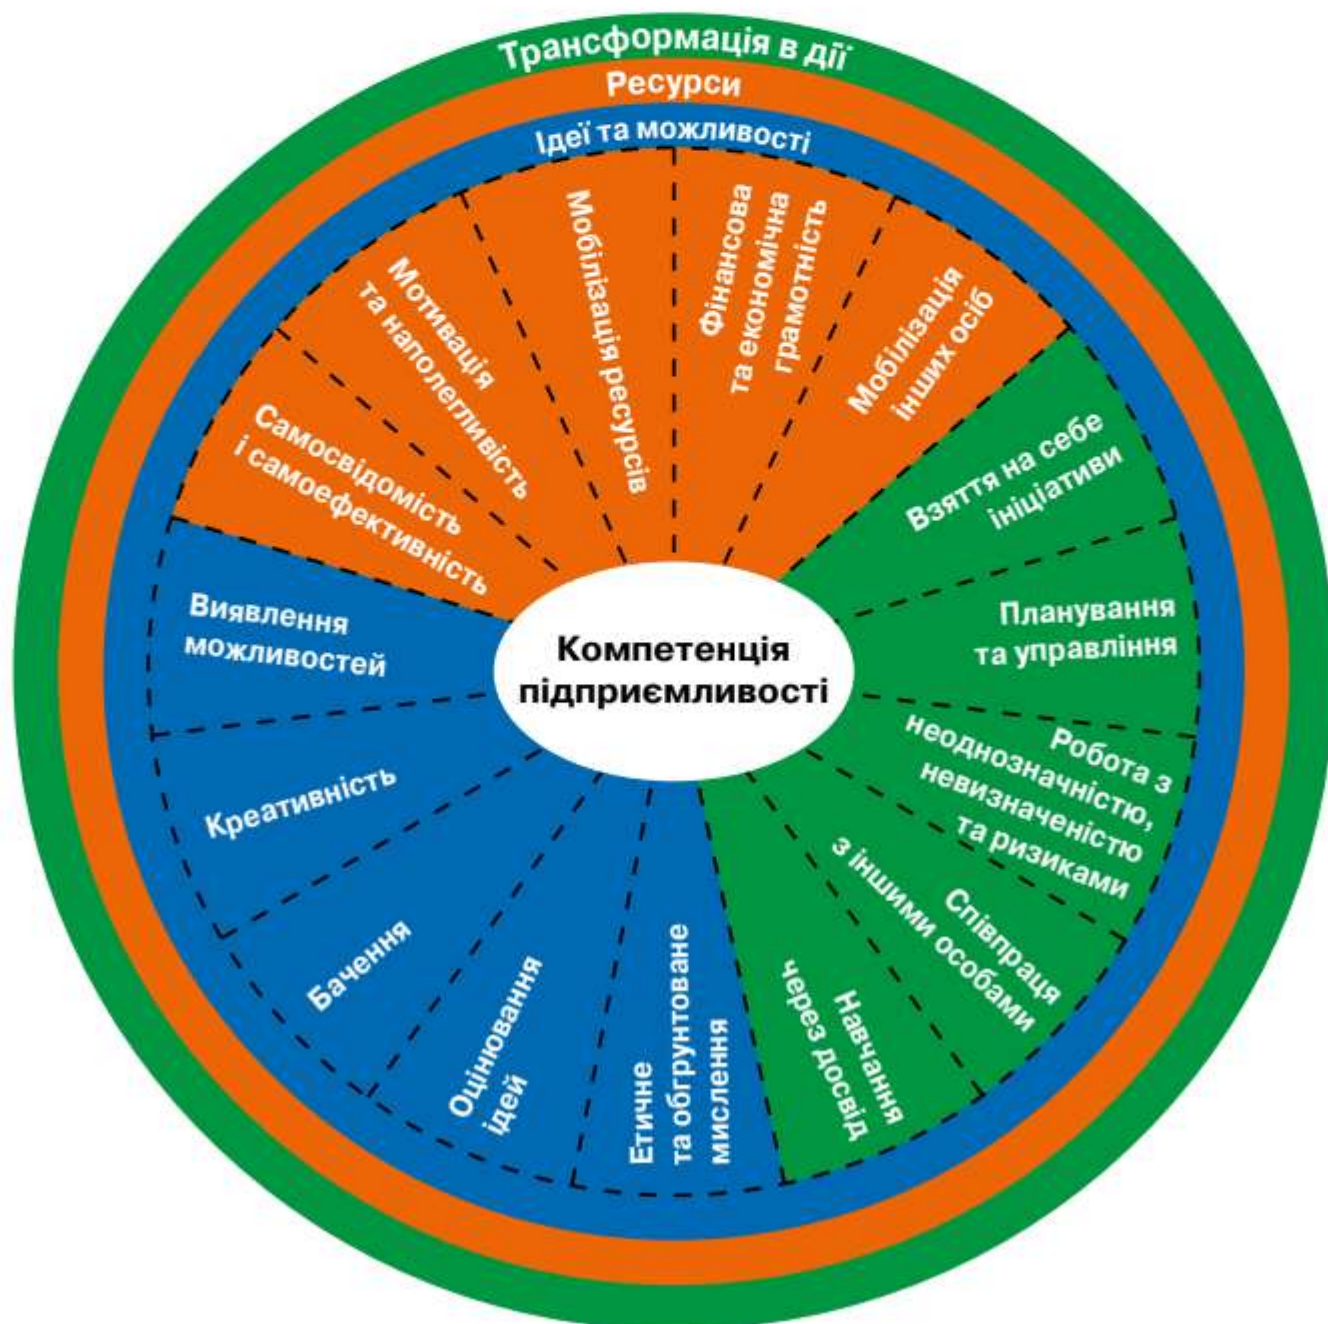 Трансформація в дії
Ресурси
Ідеї та можливості
Мобілізація ресурсів
Фінансова
та економічна
грамотність
Мобілізація
інших осіб
Взяття на себе
ініціативи
Планування
та управління
Робота з
неоднозначністю,
невизначеністю
та ризиками
Співпраця
з іншими особами
Навчання
через досвід
Етичне
та обгрунтоване
мислення
Оцінювання
ідей
Бачення
Креативність
Виявлення
можливостей
Самосвідомість
і самоефективність
Мотивація
та наполегливість
Компетенція
підприємливості